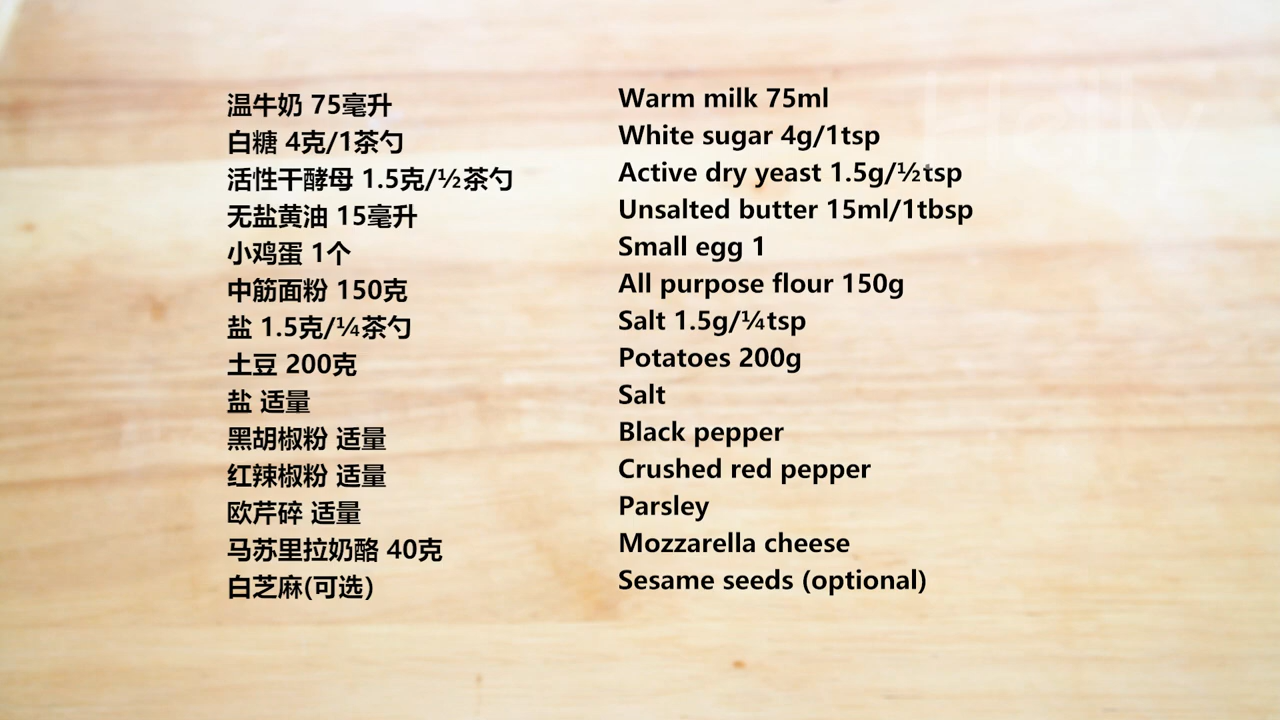 温牛奶 75毫升
白糖 4克/1茶勺
活性干酵母 1.5克/½茶勺
无盐黄油 15毫升
小鸡蛋 1个
中筋面粉 150克
盐 1.5克/¼茶勺
土豆 200克
盐 适量
黑胡椒粉 适量
红辣椒粉 适量
欧芹碎 适量
马苏里拉奶酪 40克
白芝麻(可选)
Warm milk 75ml
White sugar 4g/1tsp
Active dry yeast 1.5g/½tsp
Unsalted butter 15ml/1tbsp
Small egg 1
All purpose flour 150g
Salt 1.5g/¼tsp
Potatoes 200g
Salt
Black pepper
Crushed red pepper
Parsley
Mozzarella cheese
Sesame seeds (optional)